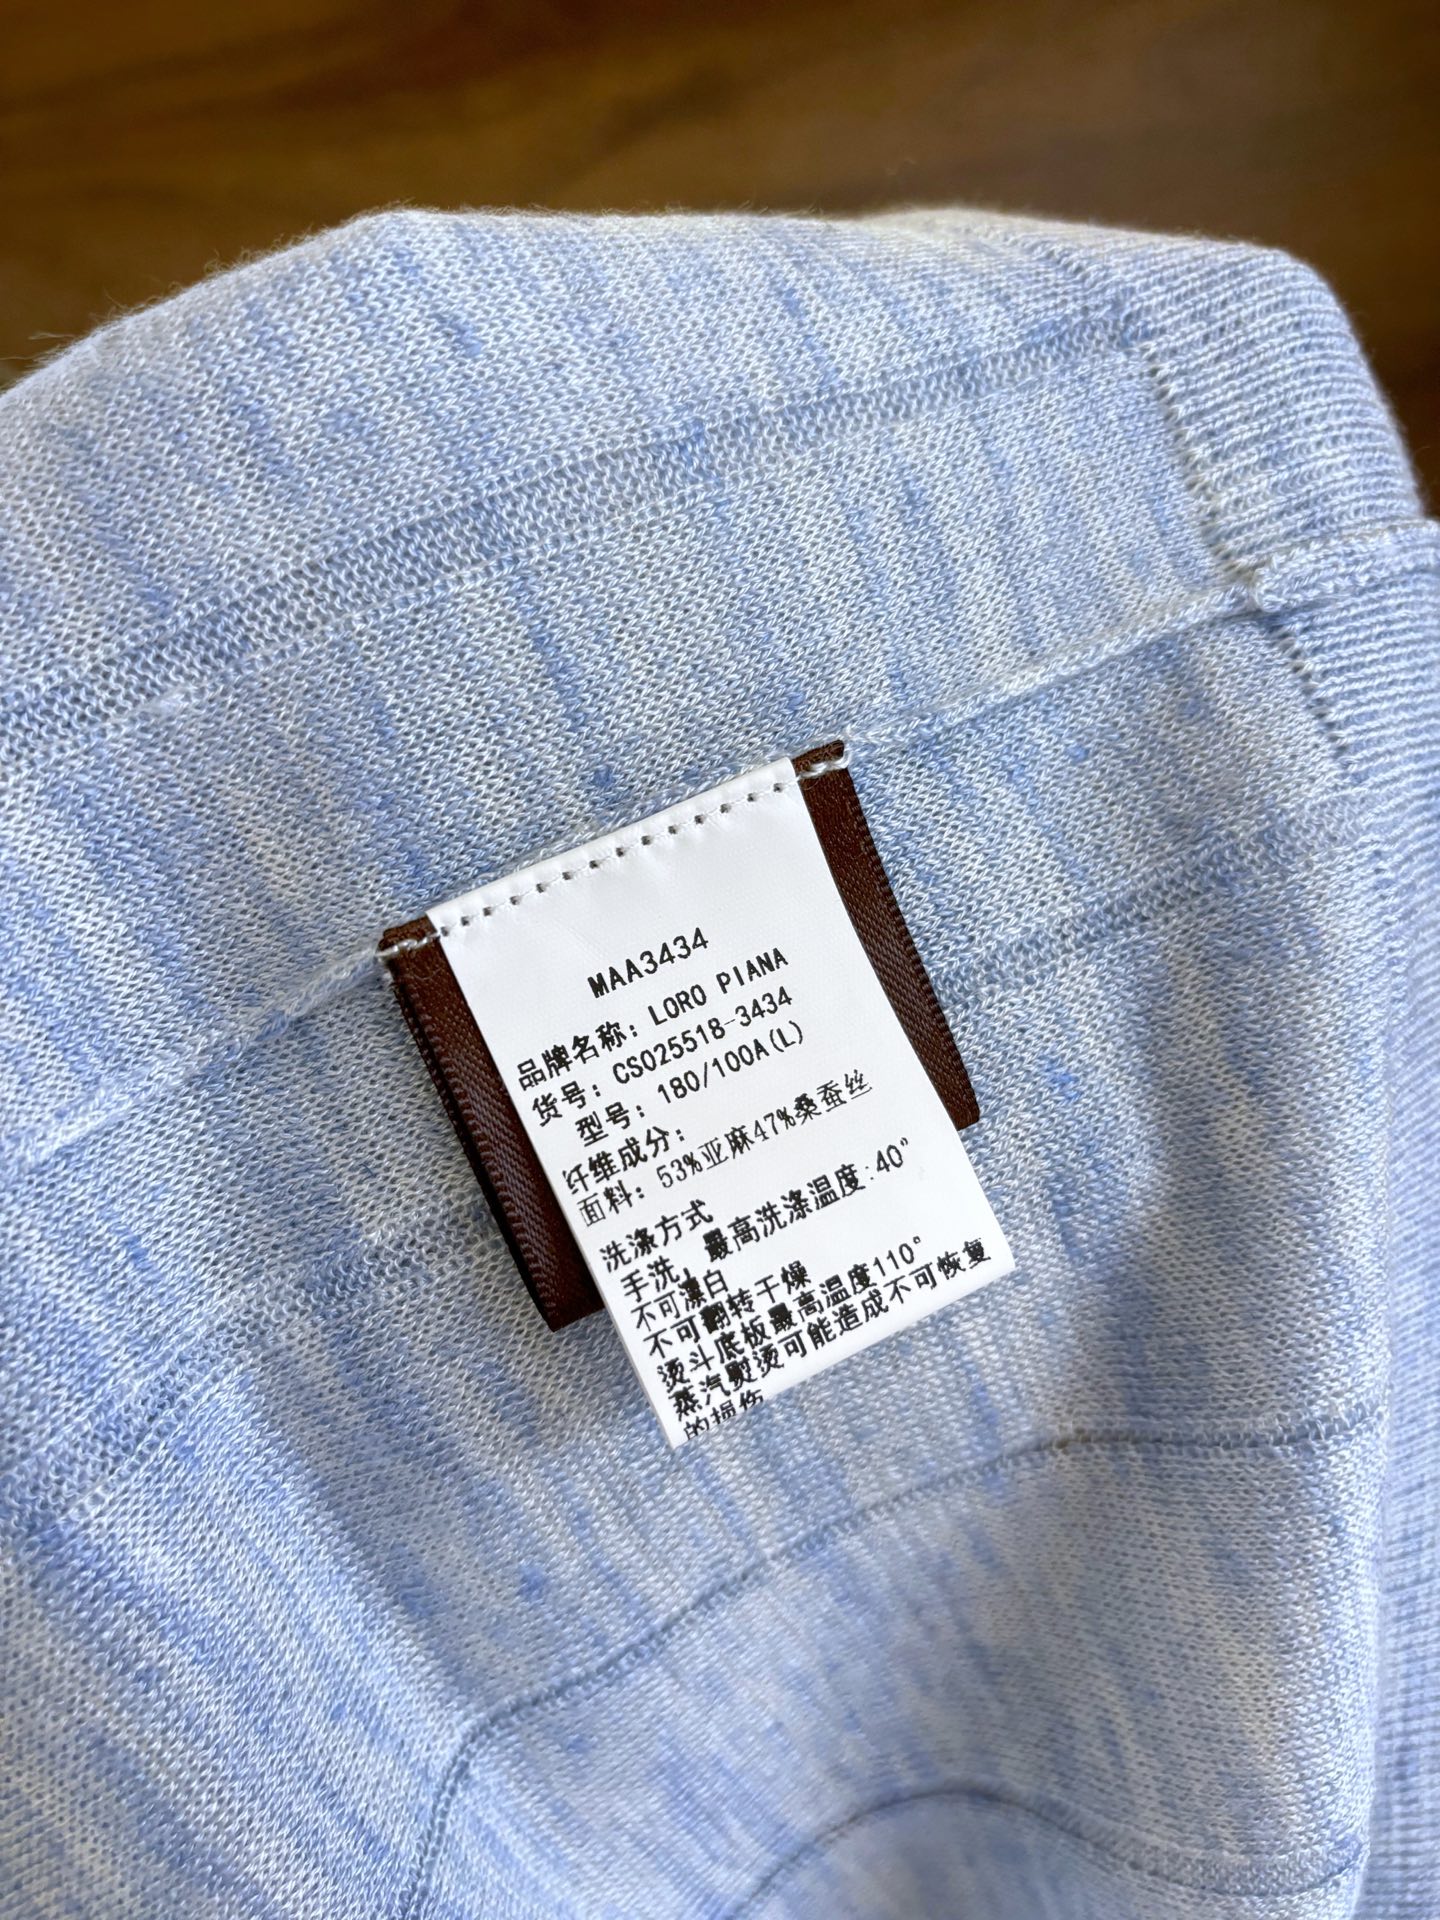 MAA3434
品牌名称: LORO PIANA
货号: CS025518-3434
型号: 180/100A(L)
纤维成分:
面料: 53%亚麻47%桑蚕丝
洗涤方式
手洗, 最高洗涤温度:40°
不可漂白
不可翻转干燥
烫斗底板最高温度110°
蒸汽熨烫可能造成不可恢复
的损伤